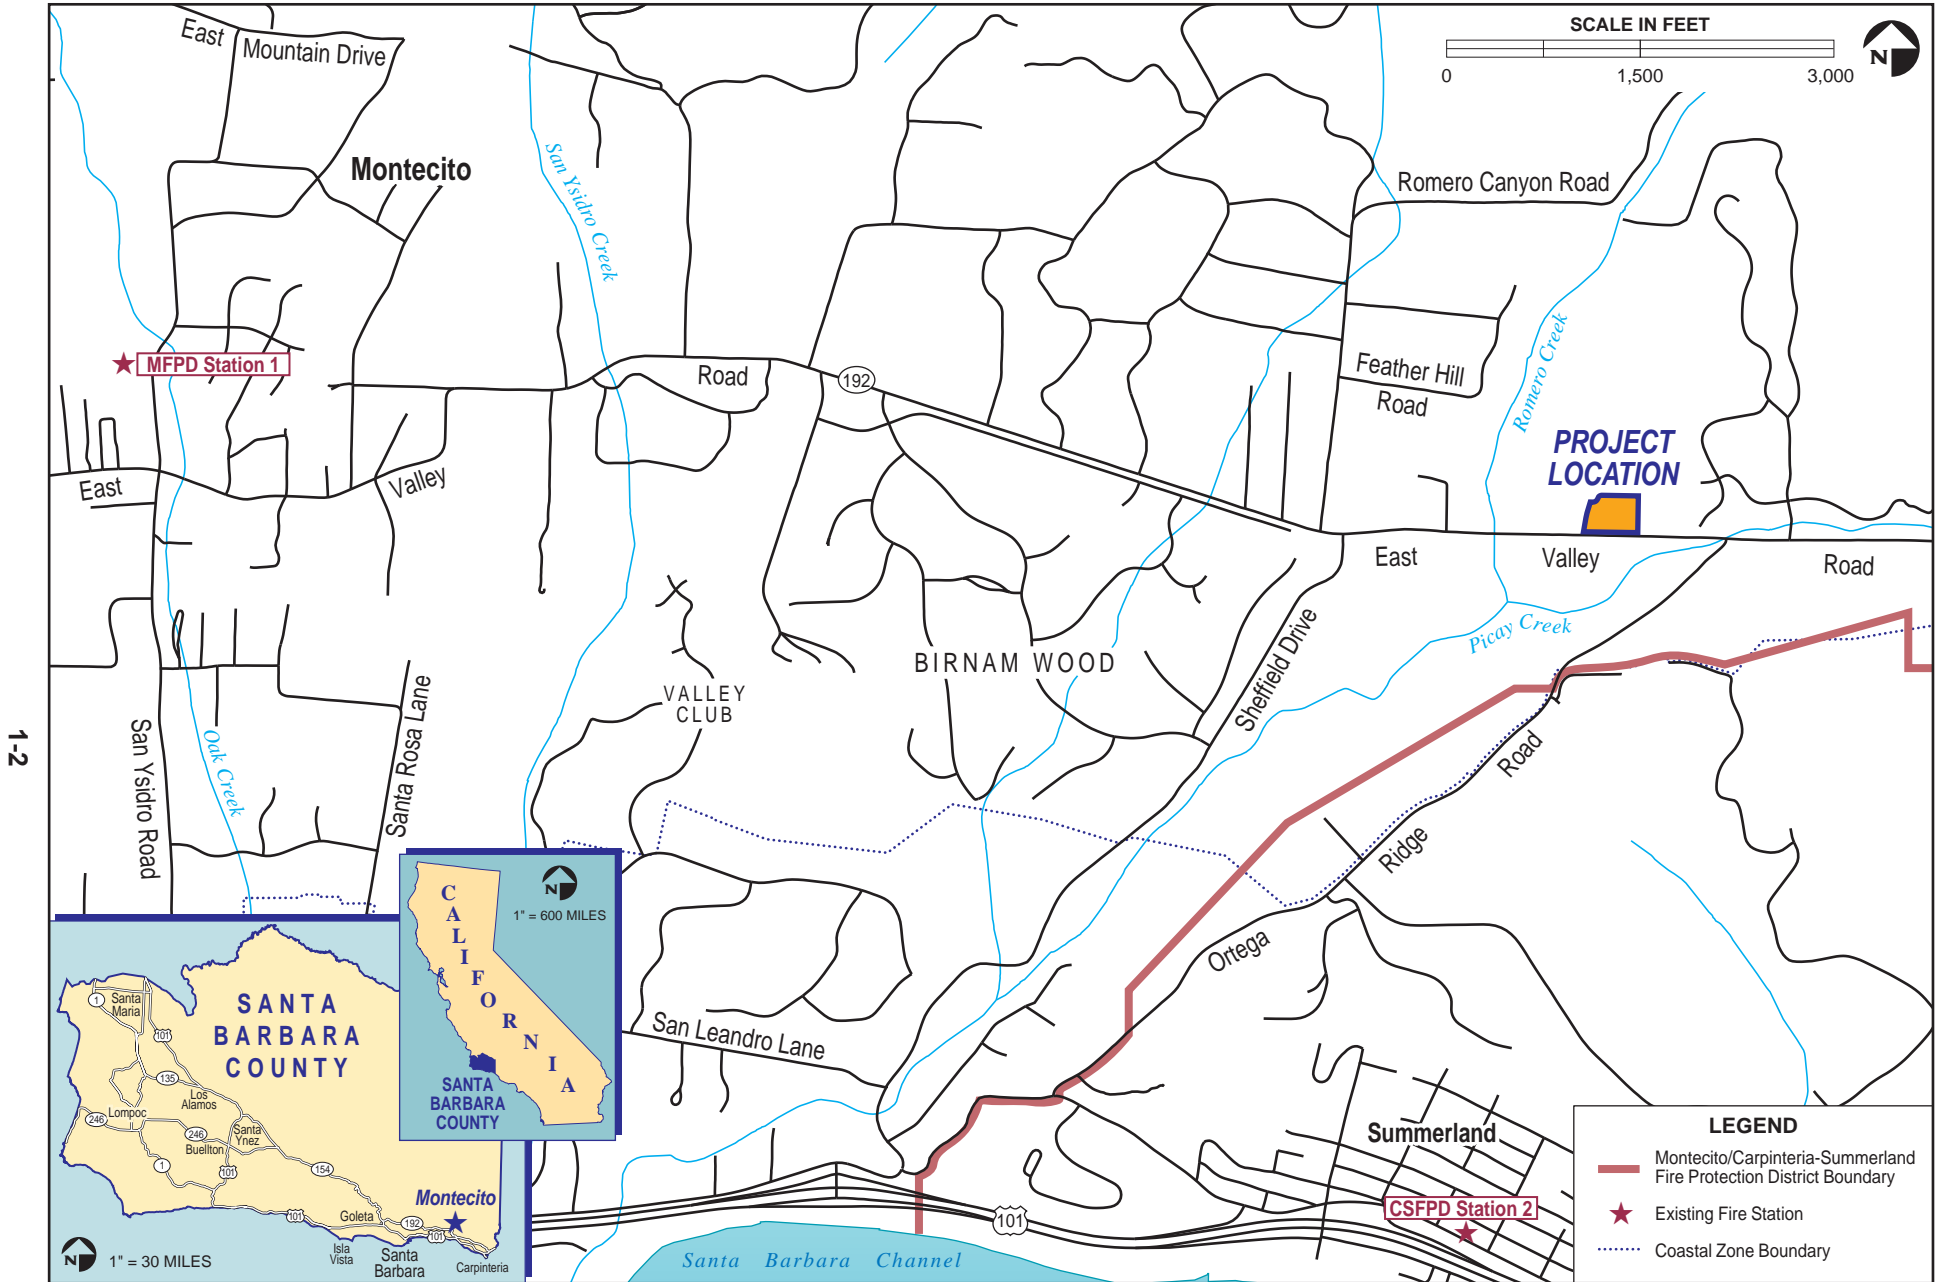 SCALE IN FEET
0
1,500
3,000
N
East
Mountain Drive
Montecito
San Ysidro Creek
Romero Canyon Road
MFPD Station 1
Road
192
Feather Hill
Road
Romero Creek
PROJECT
LOCATION
East
Valley
East
Valley
Road
Picay Creek
BIRNAM WOOD
Sheffield Drive
VALLEY
CLUB
San Ysidro Road
Oak Creek
Santa Rosa Lane
Road
Ridge
Ortega
San Leandro Lane
1-2
CALIFORNIA
N
1" = 600 MILES
SANTA
BARBARA
COUNTY
SANTA
BARBARA
COUNTY
1
Santa
Maria
101
135
Los
Alamos
Lompoc
246
246
Buellton
Santa
Ynez
1
101
154
Montecito
101
Goleta
192
101
Isla
Vista
Santa
Barbara
Carpinteria
N
1" = 30 MILES
Summerland
CSFPD Station 2
101
Santa Barbara Channel
LEGEND
Montecito/Carpinteria-Summerland
Fire Protection District Boundary
Existing Fire Station
Coastal Zone Boundary